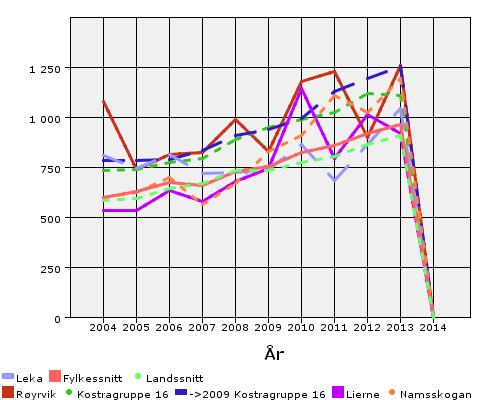 1 250
1 000
750
500
250
0
2004 2005 2006 2007 2008 2009 2010 2011 2012 2013 2014
År
Leka Fylkessnitt Landssnitt
Røyrvik Kostragruppe 16 ->2009 Kostragruppe 16 Lierne Namsskogan